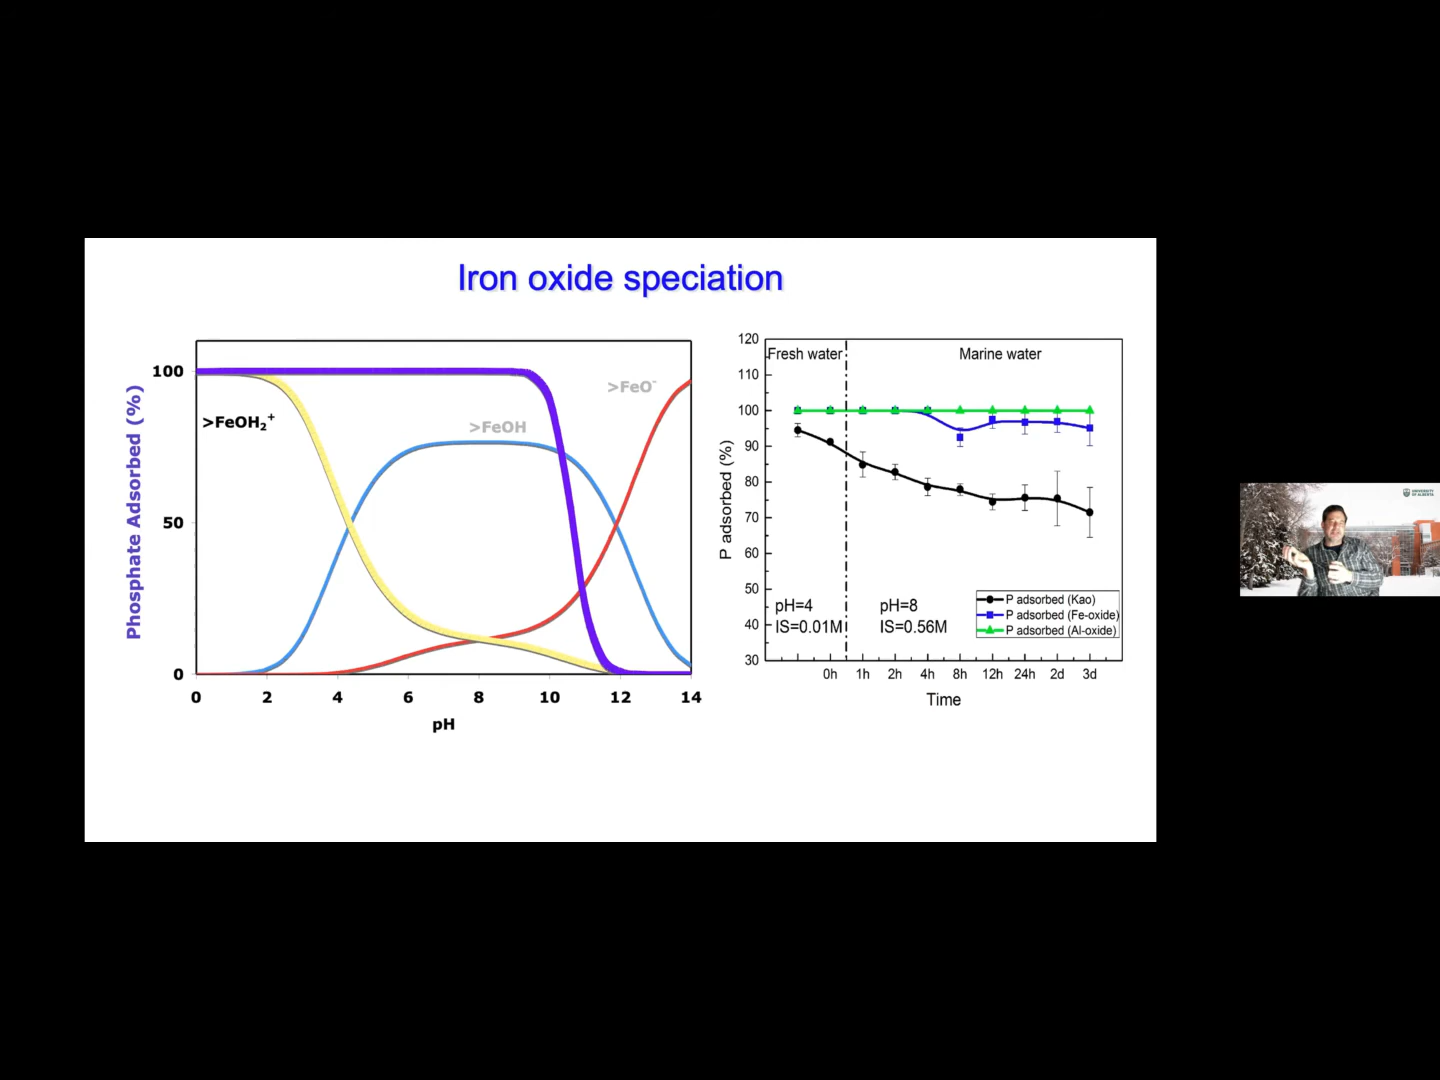 Iron oxide speciation
Phosphate Adsorbed (%)
100
50
0
>FeOH₂⁺
>FeOH
>FeO⁻
0 2 4 6 8 10 12 14
pH
P adsorbed (%)
120
110
100
90
80
70
60
50
40
30
Fresh water
Marine water
pH=4
IS=0.01M
pH=8
IS=0.56M
P adsorbed (Kao)
P adsorbed (Fe-oxide)
P adsorbed (Al-oxide)
0h 1h 2h 4h 8h 12h 24h 2d 3d
Time
UNIVERSITY
OF ALBERTA